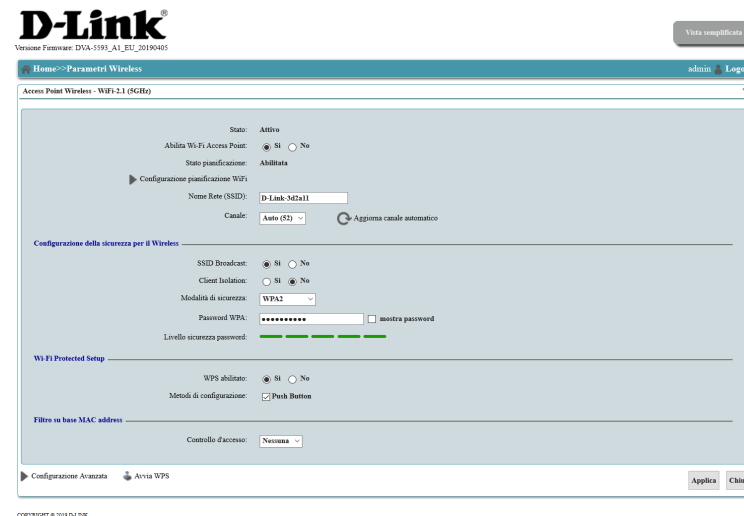 D-Link®
Versione Firmware: DVA-5593_A1_EU_20190405
Vista semplificata
Home>>Parametri Wireless
admin
Access Point Wireless - WiFi-2.1 (5GHz)
Stato: Attivo
Abilita Wi-Fi Access Point: Si No
Stato pianificazione: Abilitata
Configurazione pianificazione WiFi
Nome Rete (SSID): D-Link-3d2a11
Canale: Auto (52) Aggiorna canale automatico
Configurazione della sicurezza per il Wireless
SSID Broadcast: Si No
Client Isolation: Si No
Modalità di sicurezza: WPA2
Password WPA: •••••••••• mostra password
Livello sicurezza password:
Wi-Fi Protected Setup
WPS abilitato: Si No
Metodi di configurazione: Push Button
Filtro su base MAC address
Controllo d'accesso: Nessuna
Configurazione Avanzata Avvia WPS
Applica
COPYRIGHT © 2018 D-LINK